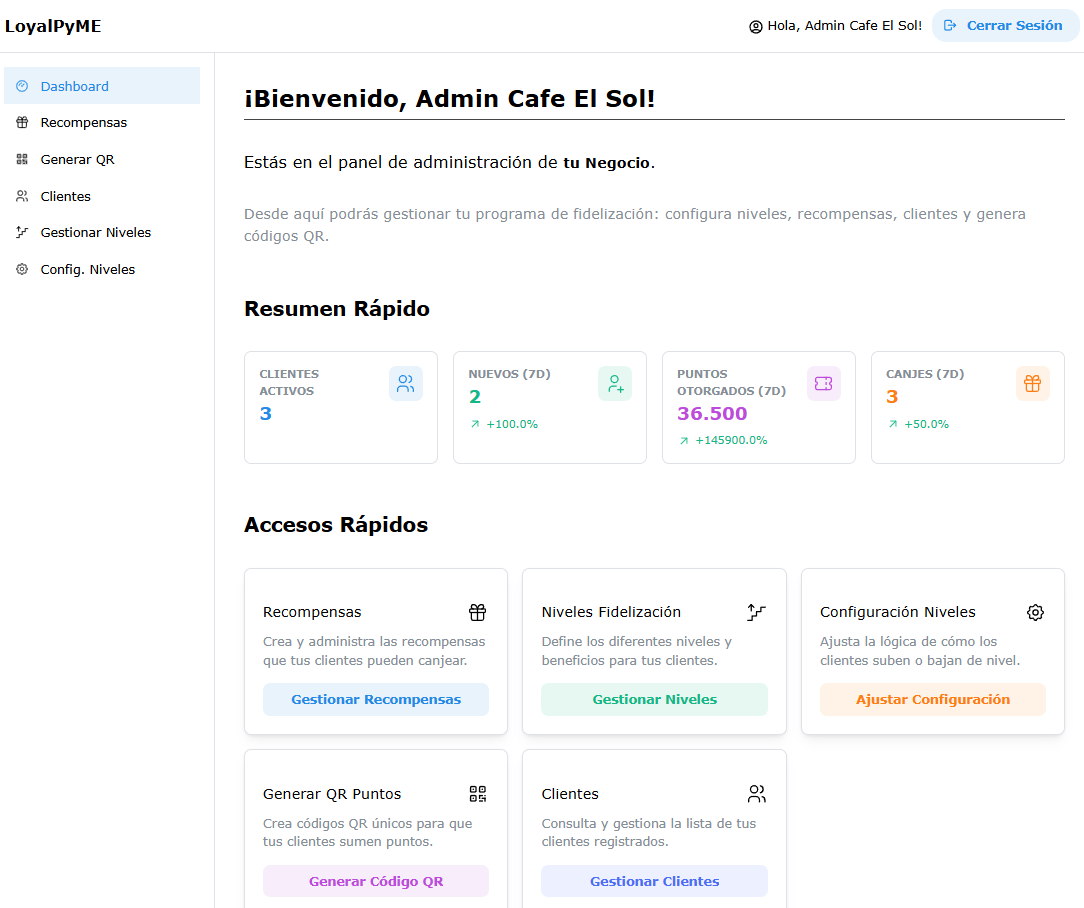 LoyalPyME
Hola, Admin Cafe El Sol!
Cerrar Sesión
Dashboard
Recompensas
Generar QR
Clientes
Gestionar Niveles
Config. Niveles
¡Bienvenido, Admin Cafe El Sol!
Estás en el panel de administración de tu Negocio.
Desde aquí podrás gestionar tu programa de fidelización: configura niveles, recompensas, clientes y genera
códigos QR.
Resumen Rápido
CLIENTES
ACTIVOS
3
NUEVOS (7D)
2
+100.0%
PUNTOS
OTORGADOS (7D)
36.500
+145900.0%
CANJES (7D)
3
+50.0%
Accesos Rápidos
Recompensas
Crea y administra las recompensas
que tus clientes pueden canjear.
Gestionar Recompensas
Niveles Fidelización
Define los diferentes niveles y
beneficios para tus clientes.
Gestionar Niveles
Configuración Niveles
Ajusta la lógica de cómo los
clientes suben o bajan de nivel.
Ajustar Configuración
Generar QR Puntos
Crea códigos QR únicos para que
tus clientes sumen puntos.
Generar Código QR
Clientes
Consulta y gestiona la lista de tus
clientes registrados.
Gestionar Clientes